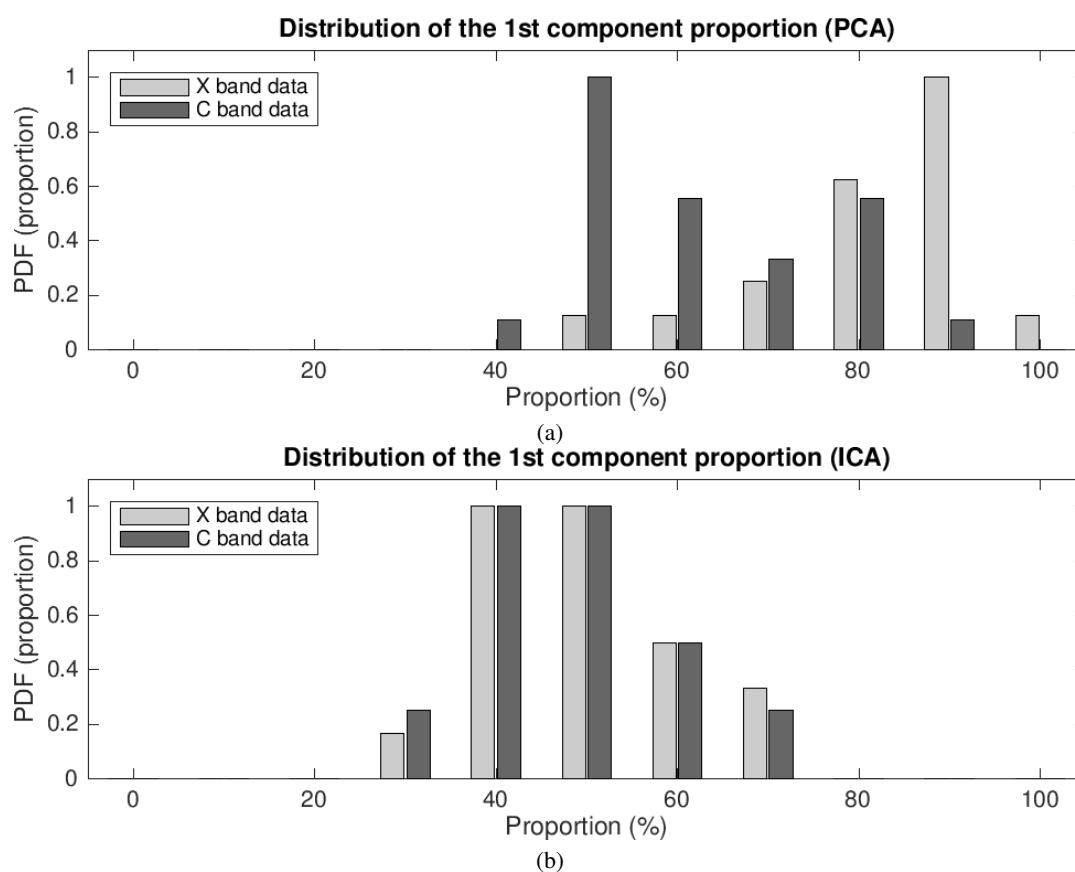 Distribution of the 1st component proportion (PCA)
X band data
C band data
1
0.8
0.6
0.4
0.2
0
PDF (proportion)
0 20 40 60 80 100
Proportion (%)
(a)
Distribution of the 1st component proportion (ICA)
X band data
C band data
1
0.8
0.6
0.4
0.2
0
PDF (proportion)
0 20 40 60 80 100
Proportion (%)
(b)